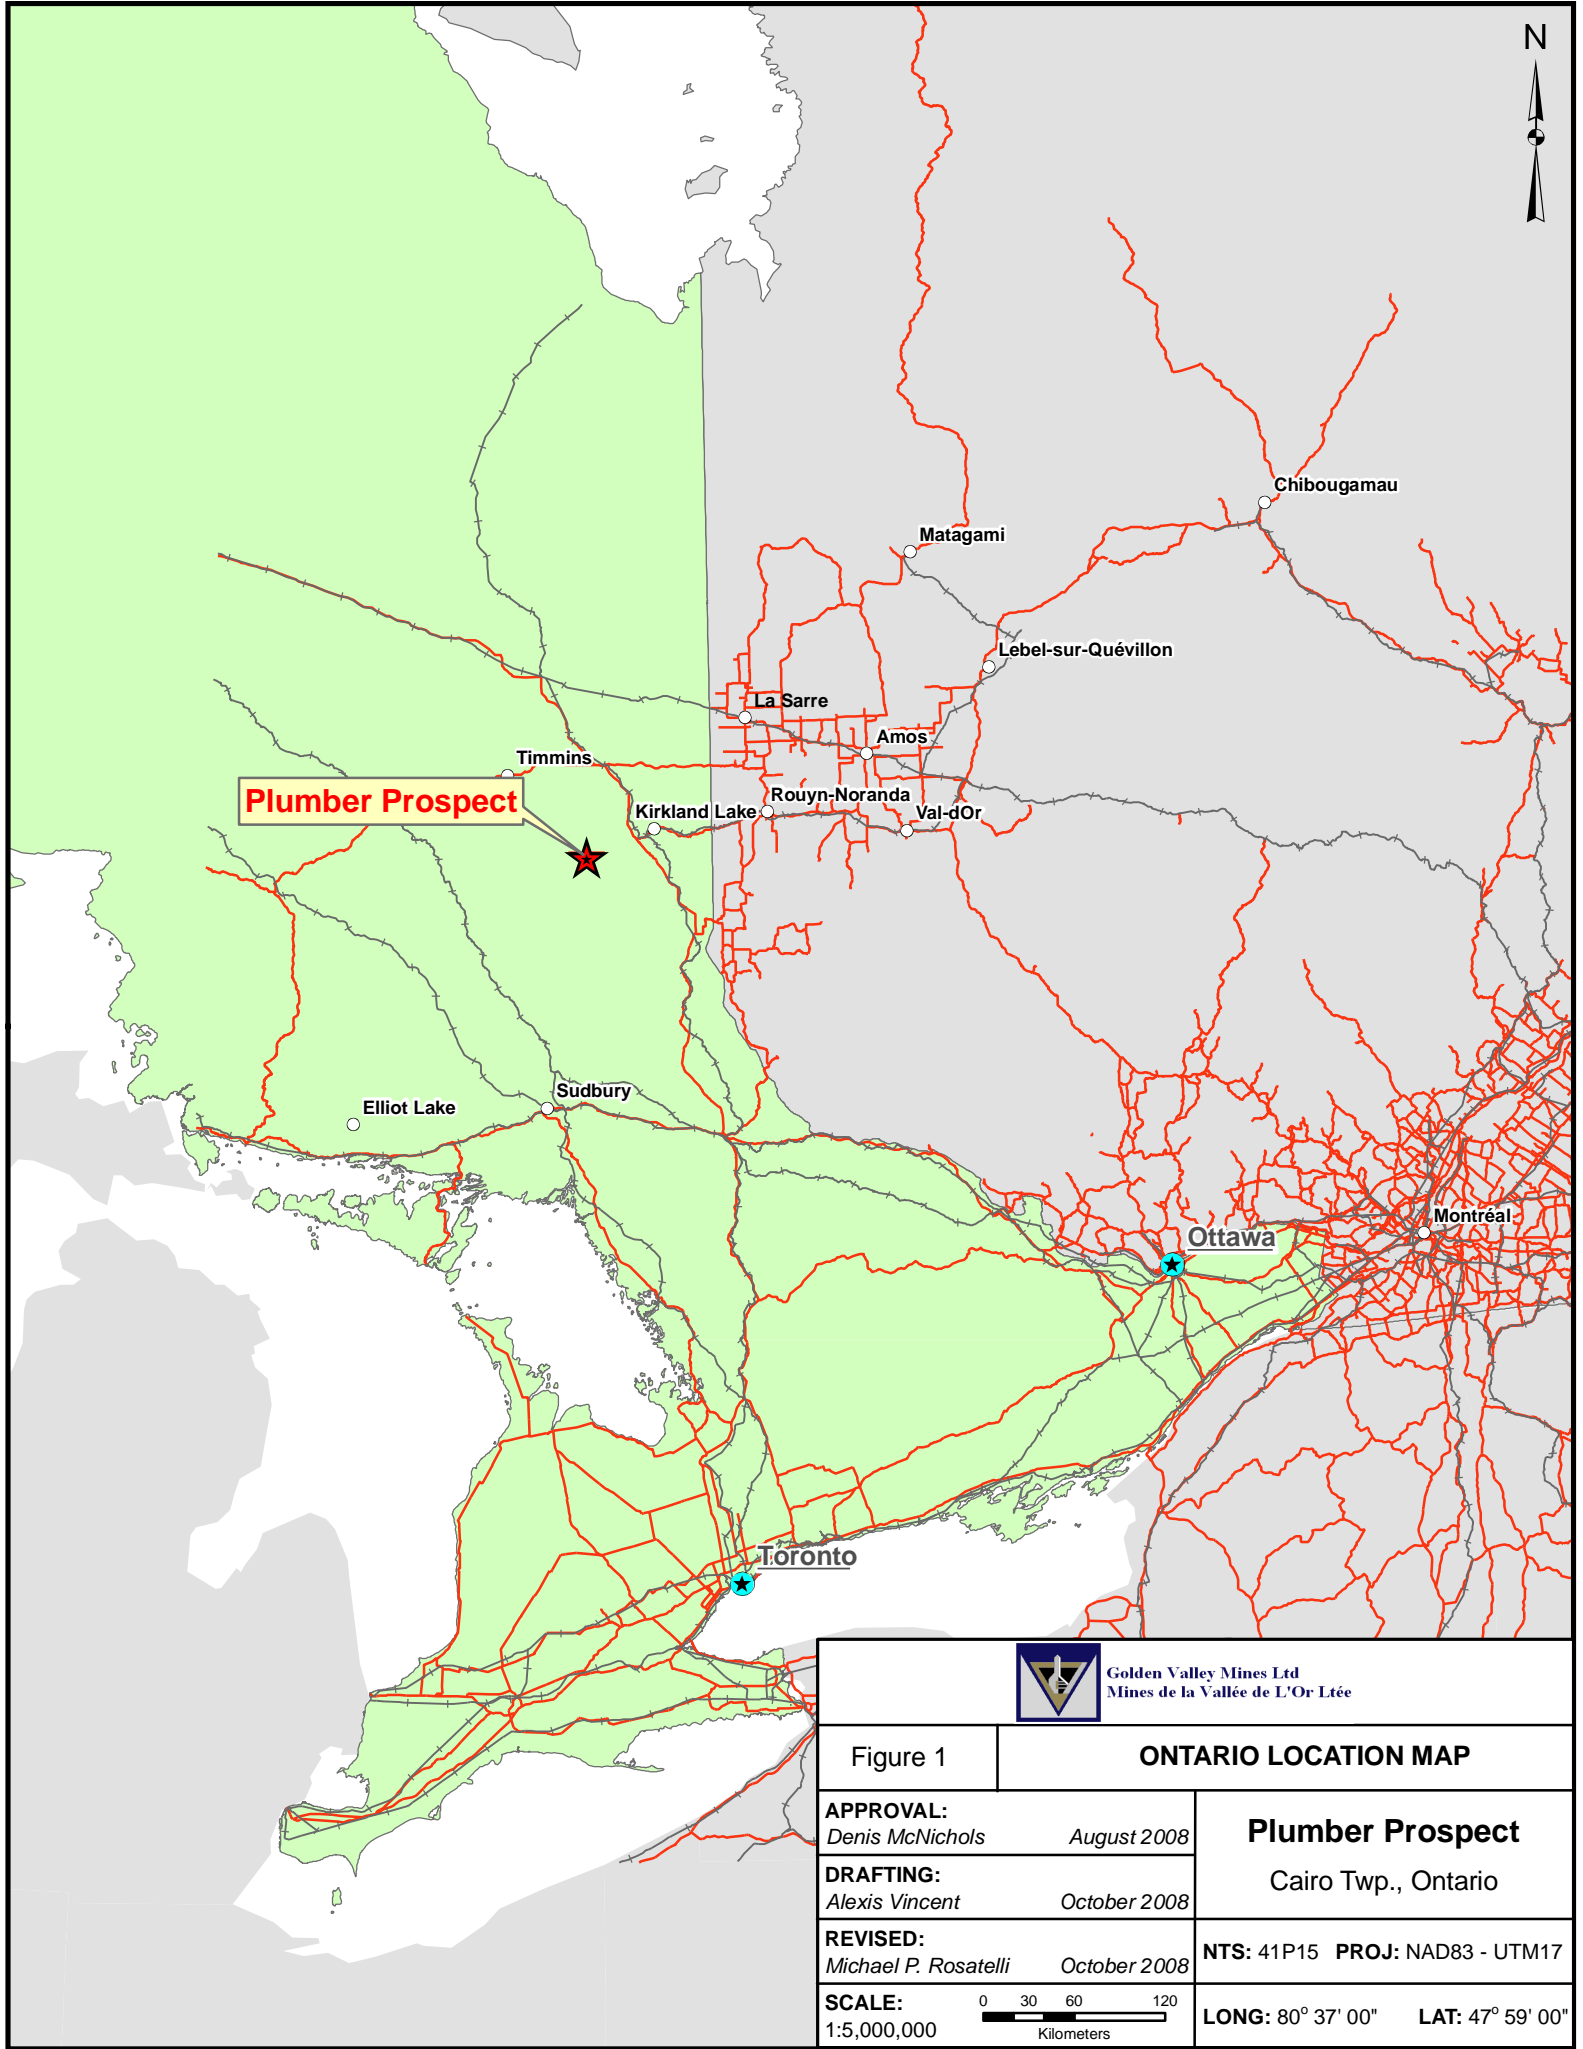 N
Chibougamau
Matagami
Lebel-sur-Quévillon
La Sarre
Amos
Timmins
Plumber Prospect
Rouyn-Noranda
Kirkland Lake
Val-dOr
Sudbury
Elliot Lake
Montréal
Ottawa
Toronto
Golden Valley Mines Ltd
Mines de la Vallée de L'Or Ltée
Figure 1
ONTARIO LOCATION MAP
APPROVAL:
Denis McNichols August 2008
DRAFTING:
Alexis Vincent October 2008
REVISED:
Michael P. Rosatelli October 2008
SCALE:
1:5,000,000
0 30 60 120
Kilometers
Plumber Prospect
Cairo Twp., Ontario
NTS: 41P15 PROJ: NAD83 - UTM17
LONG: 80° 37' 00" LAT: 47° 59' 00"